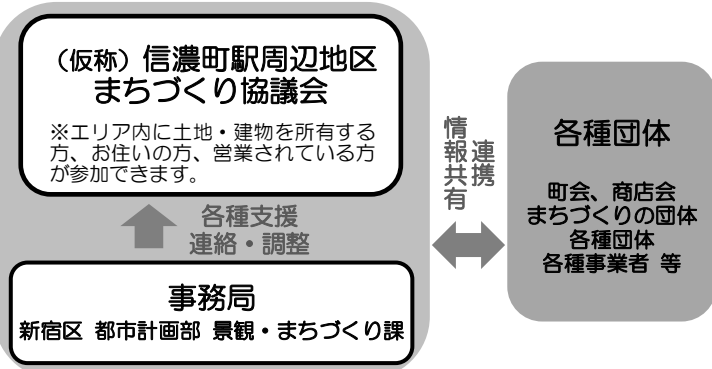 （仮称）信濃町駅周辺地区
まちづくり協議会
※エリア内に土地・建物を所有する
方、お住いの方、営業されている方
が参加できます。
各種支援
連絡・調整
事務局
新宿区 都市計画部 景観・まちづくり課
連携
情報共有
各種団体
町会、商店会
まちづくりの団体
各種団体
各種事業者 等